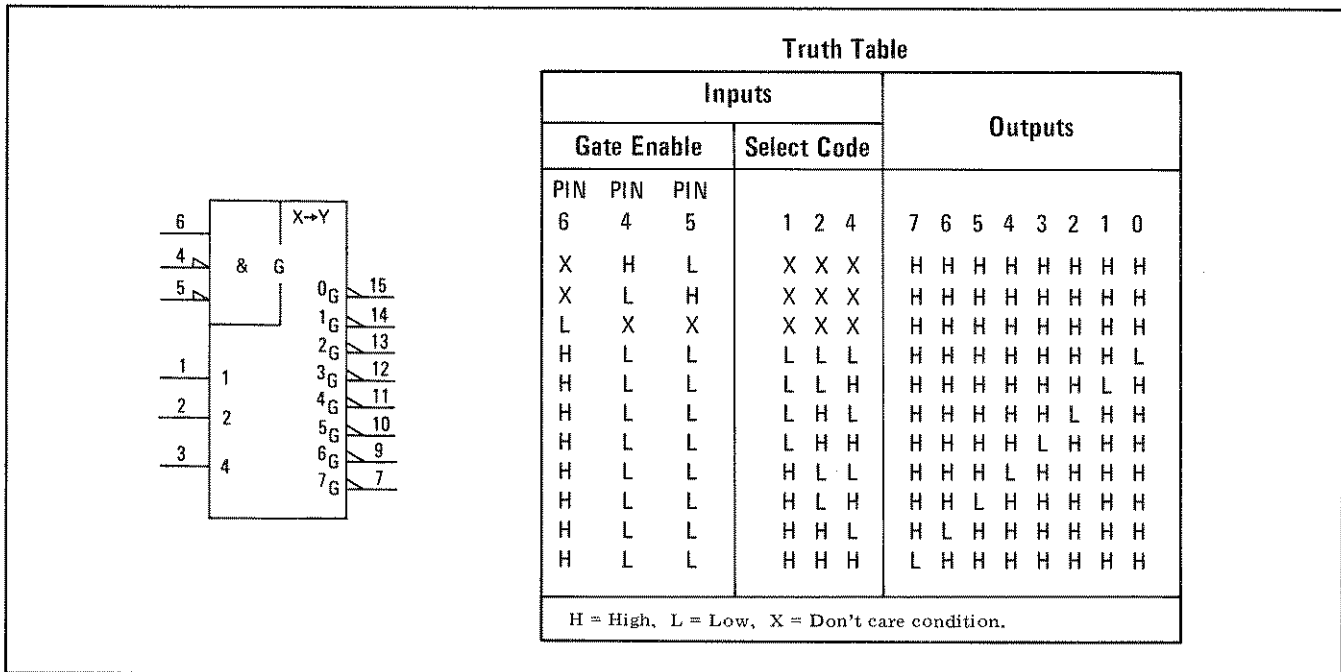 Truth Table
Inputs
Outputs
Gate Enable Select Code
PIN PIN PIN
6 4 5 1 2 4 7 6 5 4 3 2 1 0
X H L X X X H H H H H H H H
X L H X X X H H H H H H H H
L X X X X X H H H H H H H H
H L L L L L H H H H H H H L
H L L L L H H H H H H H L H
H L L L H L H H H H H L H H
H L L L H H H H H H L H H H
H L L H L L H H H L H H H H
H L L H L H H H L H H H H H
H L L H H L H L H H H H H H
H L L H H H L H H H H H H H
H = High, L = Low, X = Don't care condition.
X→Y
6
4 & G
5
0G 15
1G 14
2G 13
1 1 3G 12
4G 11
2 2 5G 10
3 4 6G 9
7G 7